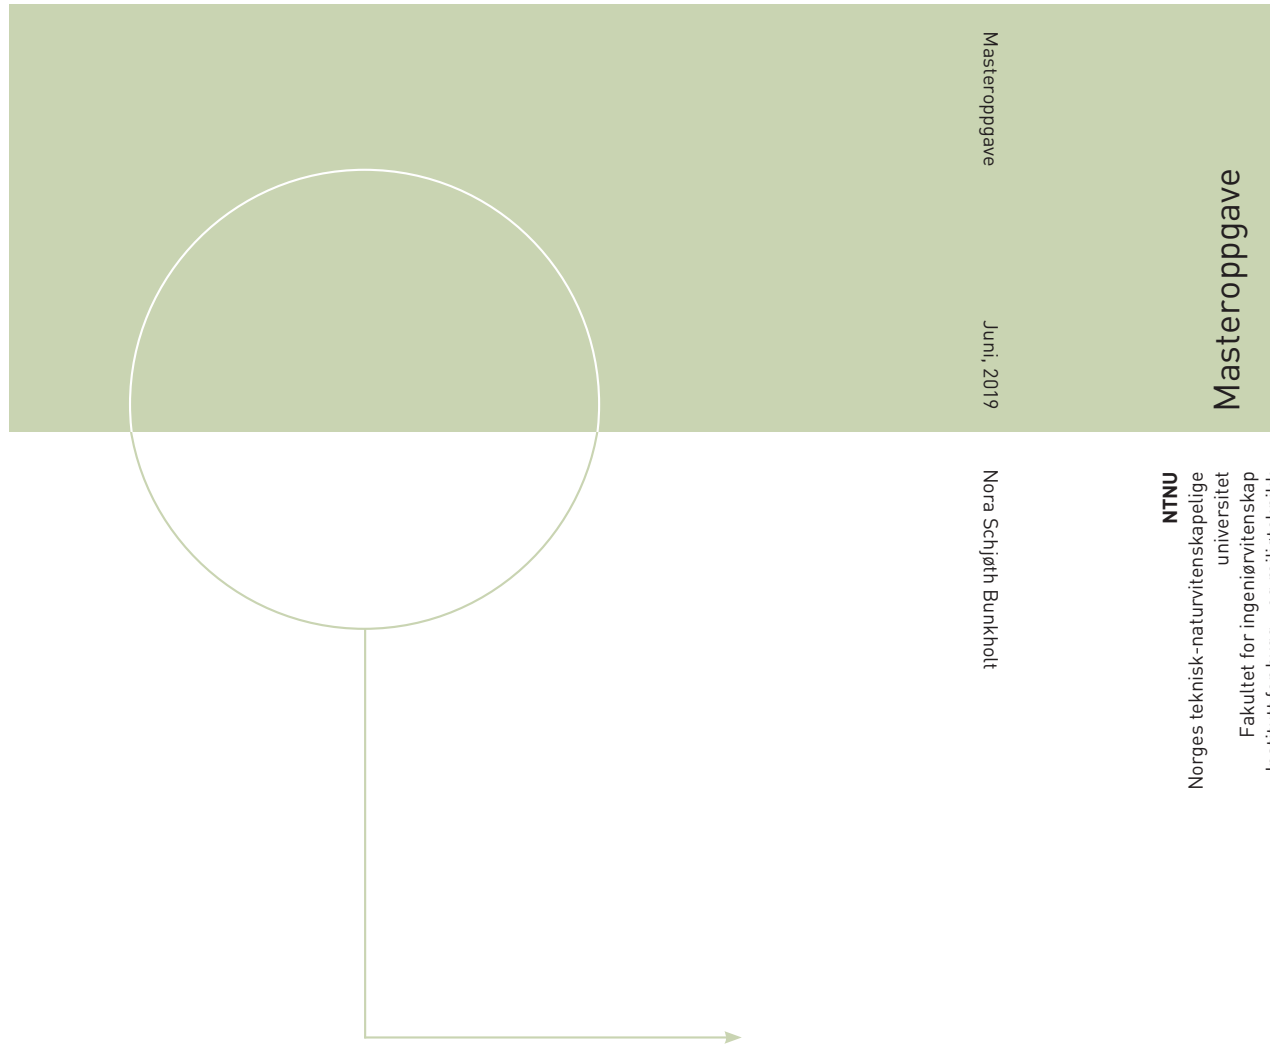 Masteroppgave
Juni, 2019
Nora Schjøth Bunkholt
Masteroppgave
NTNU
Norges teknisk-naturvitenskapelige
universitet
Fakultet for ingeniørvitenskap